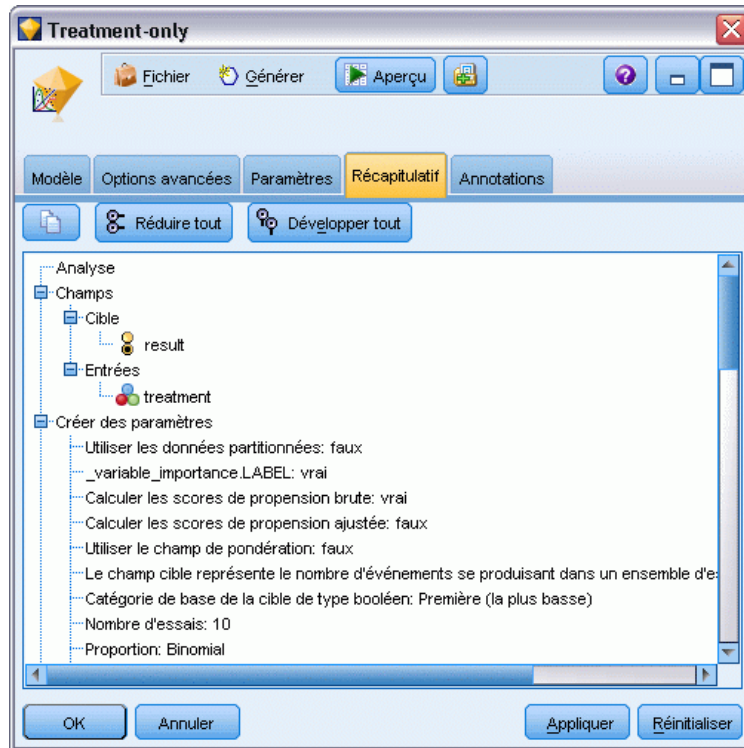 Treatment-only
Fichier Générer Aperçu
Modèle Options avancées Paramètres Récapitulatif Annotations
Réduire tout Développer tout
Analyse
Champs
Cible
result
Entrées
treatment
Créer des paramètres
Utiliser les données partitionnées: faux
_variable_importance.LABEL: vrai
Calculer les scores de propension brute: vrai
Calculer les scores de propension ajustée: faux
Utiliser le champ de pondération: faux
Le champ cible représente le nombre d'événements se produisant dans un ensemble d'es
Catégorie de base de la cible de type booléen: Première (la plus basse)
Nombre d'essais: 10
Proportion: Binomial
OK Annuler Appliquer Réinitialiser